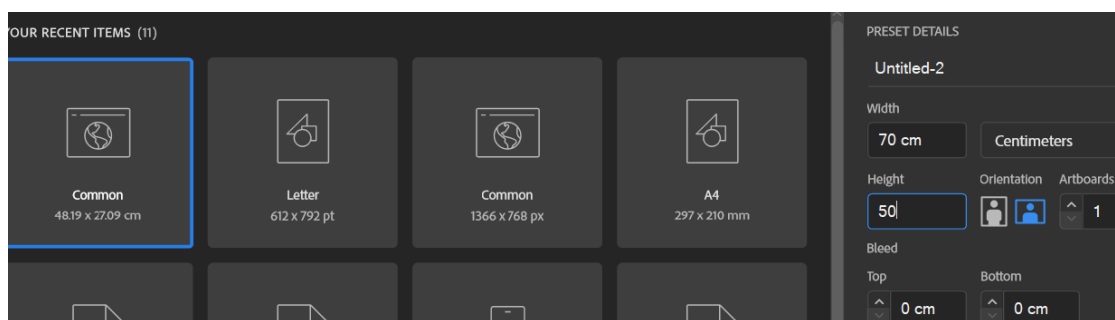 YOUR RECENT ITEMS (11)
Common
48.19 x 27.09 cm
Letter
612 x 792 pt
Common
1366 x 768 px
A4
297 x 210 mm
PRESET DETAILS
Untitled-2
Width
70 cm
Centimeters
Height
Orientation
Artboards
50
1
Bleed
Top
Bottom
0 cm
0 cm